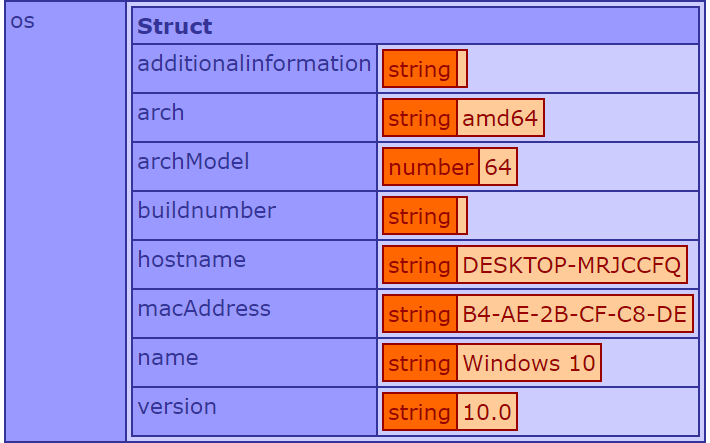 os
Struct
additionalinformation string
arch string amd64
archModel number 64
buildnumber string
hostname string DESKTOP-MRJCCFQ
macAddress string B4-AE-2B-CF-C8-DE
name string Windows 10
version string 10.0